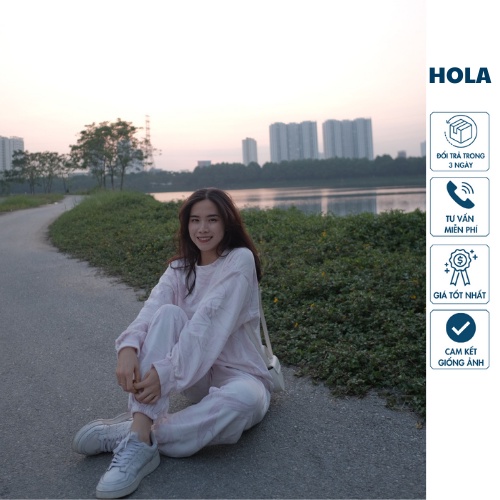 HOLA
ĐỔI TRẢ TRONG
3 NGÀY
TƯ VẤN
MIỄN PHÍ
GIÁ TỐT NHẤT
CAM KẾT
GIỐNG ẢNH